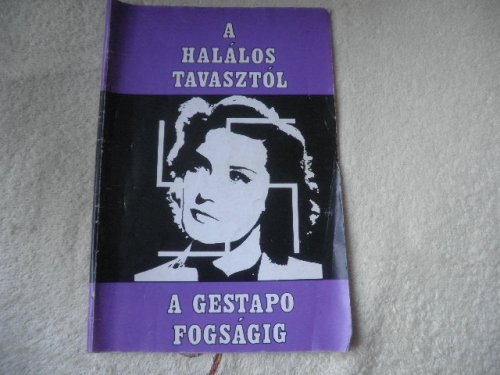 A
HALÁLOS
TAVASZTÓL
A GESTAPO
FOGSÁGIG